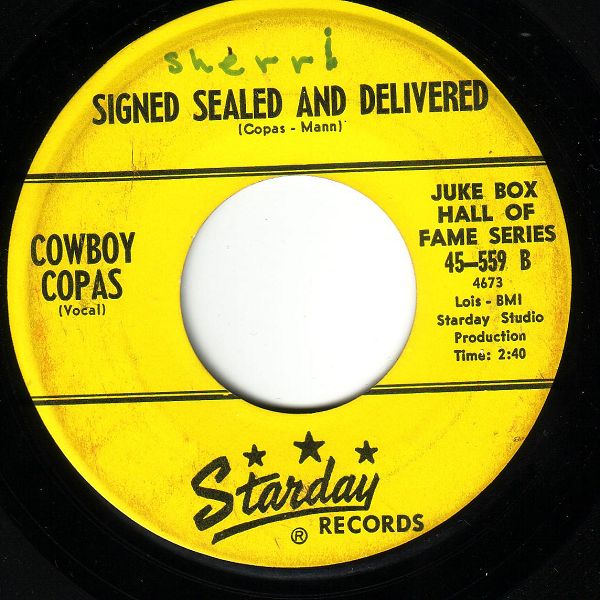 sherri
SIGNED SEALED AND DELIVERED
(Copas - Mann)
COWBOY
COPAS
(Vocal)
JUKE BOX
HALL OF
FAME SERIES
45-559 B
4673
Lois - BMI
Starday Studio
Production
Time: 2:40
Starday
® RECORDS